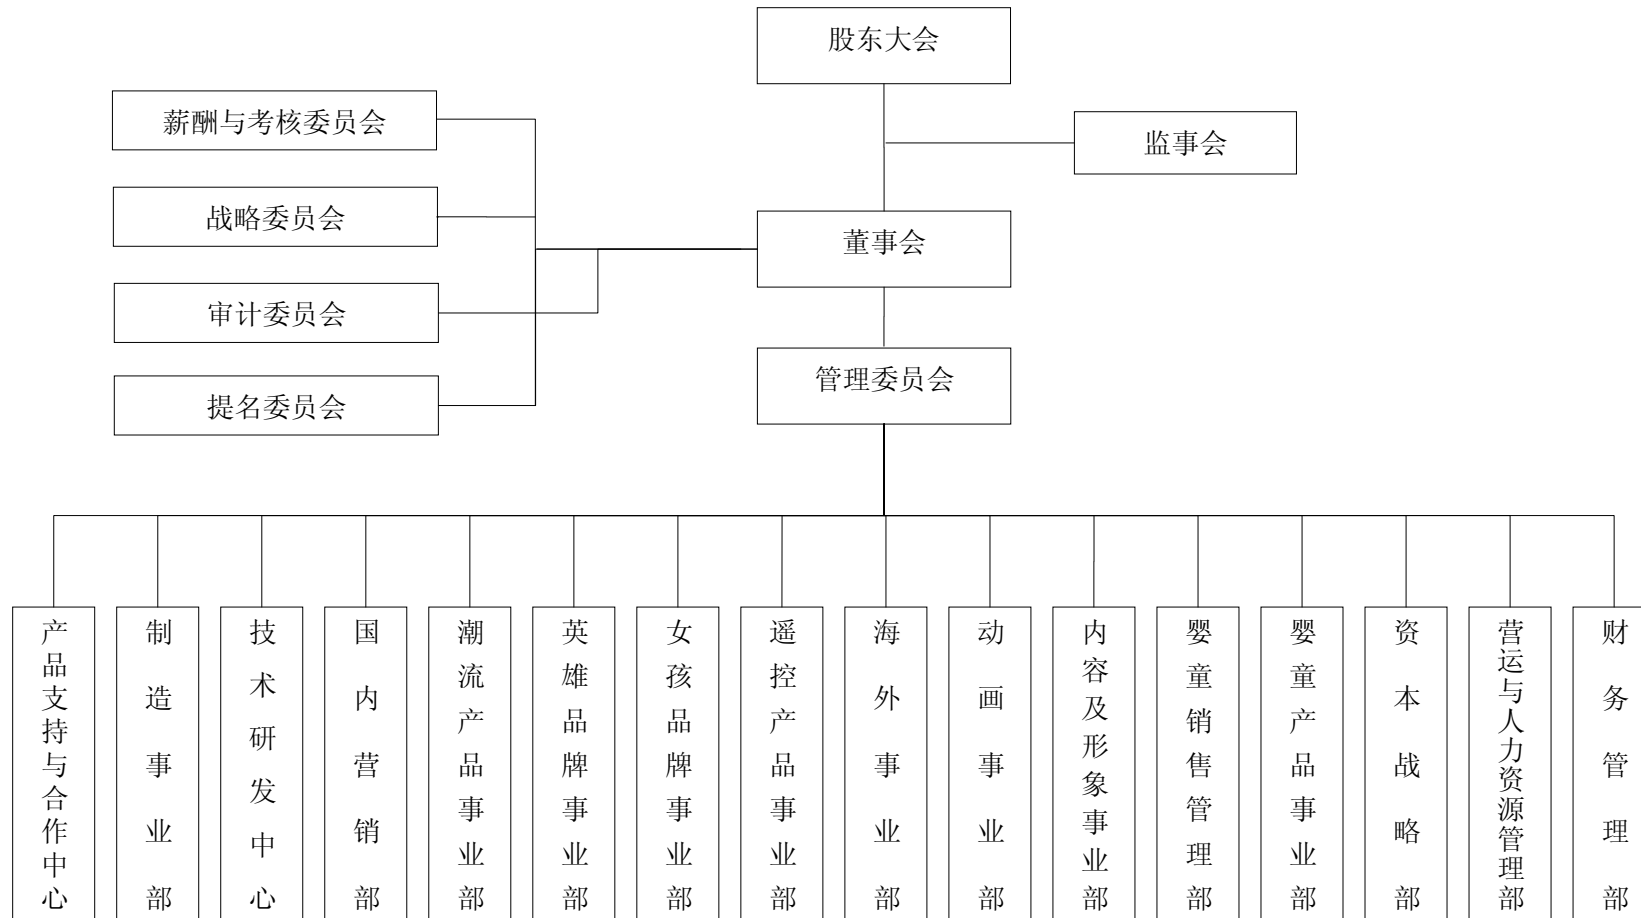 股东大会
薪酬与考核委员会
监事会
战略委员会
董事会
审计委员会
管理委员会
提名委员会
产品支持与合作中心
制造事业部
技术研发中心
国内营销部
潮流产品事业部
英雄品牌事业部
女孩品牌事业部
遥控产品事业部
海外事业部
动画事业部
内容及形象事业部
婴童销售管理部
婴童产品事业部
资本战略部
营运与人力资源管理部
财务管理部